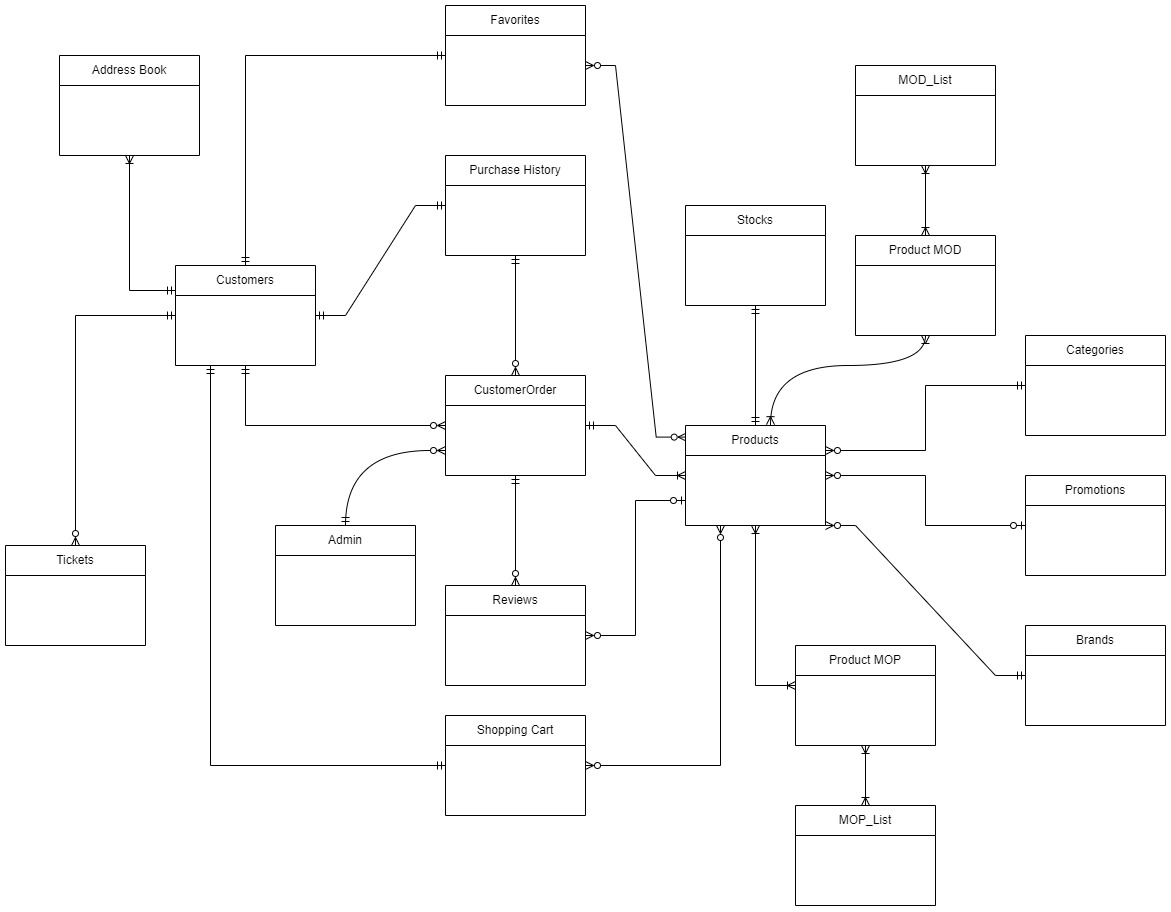 Favorites
Address Book
MOD_List
Purchase History
Stocks
Product MOD
Customers
Categories
CustomerOrder
Products
Promotions
Admin
Tickets
Reviews
Brands
Product MOP
Shopping Cart
MOP_List